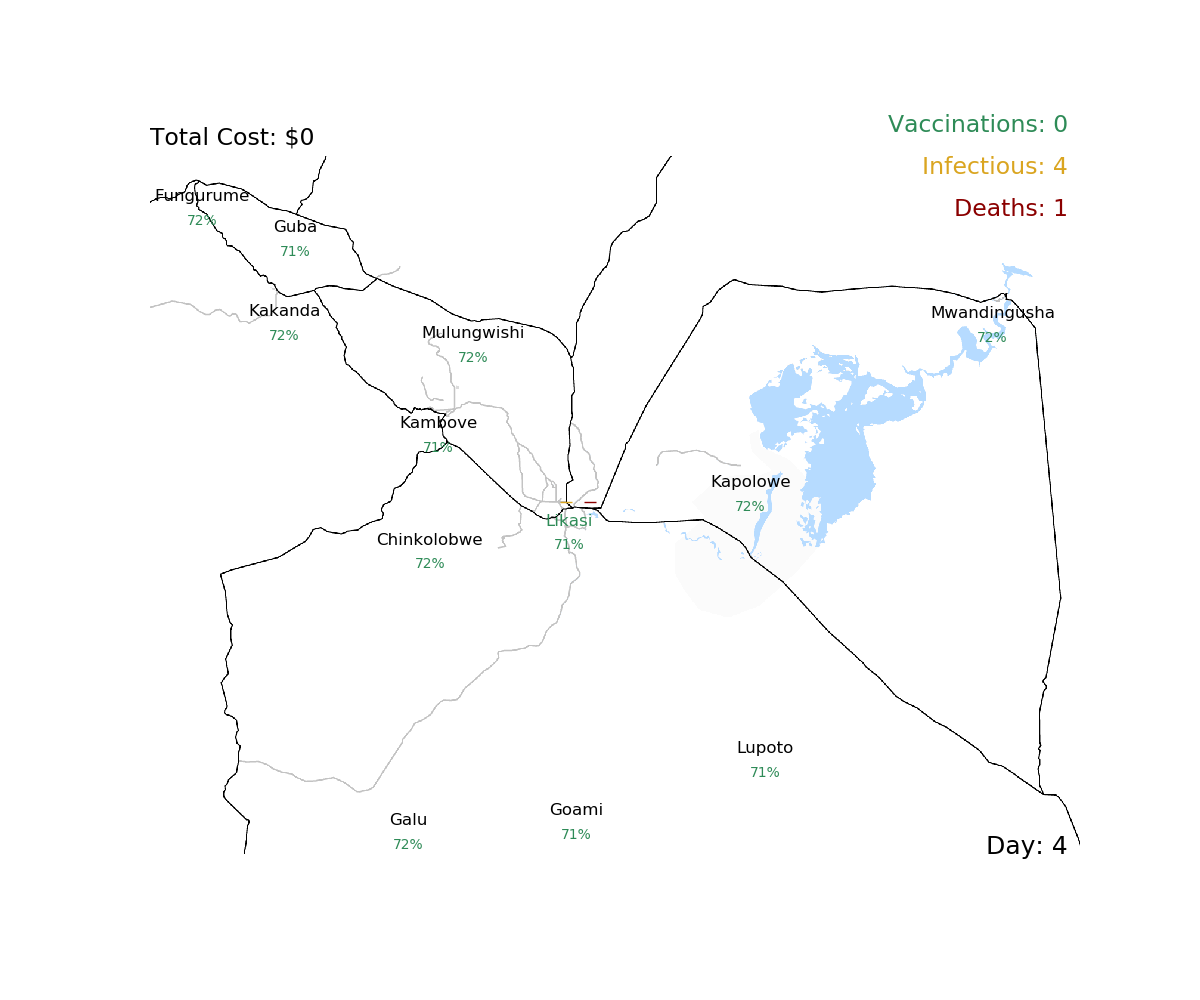 Total Cost: $0
Vaccinations: 0
Infectious: 4
Deaths: 1
Fungurume
72%
Guba
71%
Kakanda
72%
Mulungwishi
72%
Mwandingusha
72%
Kambove
71%
Kapolowe
72%
Likasi
71%
Chinkolobwe
72%
Lupoto
71%
Goami
71%
Galu
72%
Day: 4